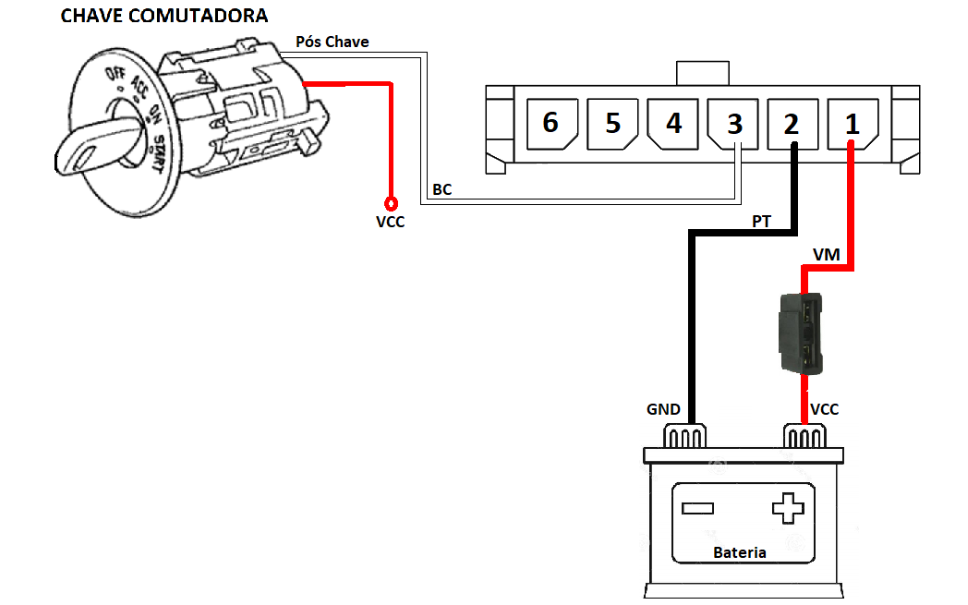 CHAVE COMUTADORA
Pós Chave
OFF
ACC
ON
START
VCC
BC
6 5 4 3 2 1
PT
VM
GND
VCC
Bateria